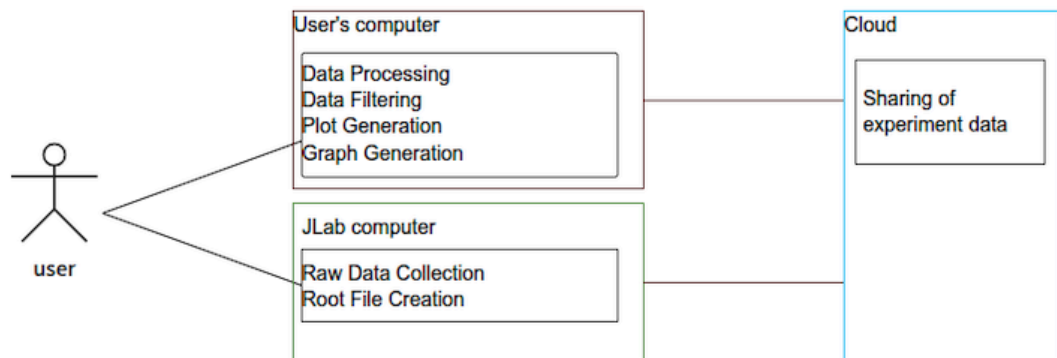 User's computer
Data Processing
Data Filtering
Plot Generation
Graph Generation
Cloud
Sharing of
experiment data
user
JLab computer
Raw Data Collection
Root File Creation